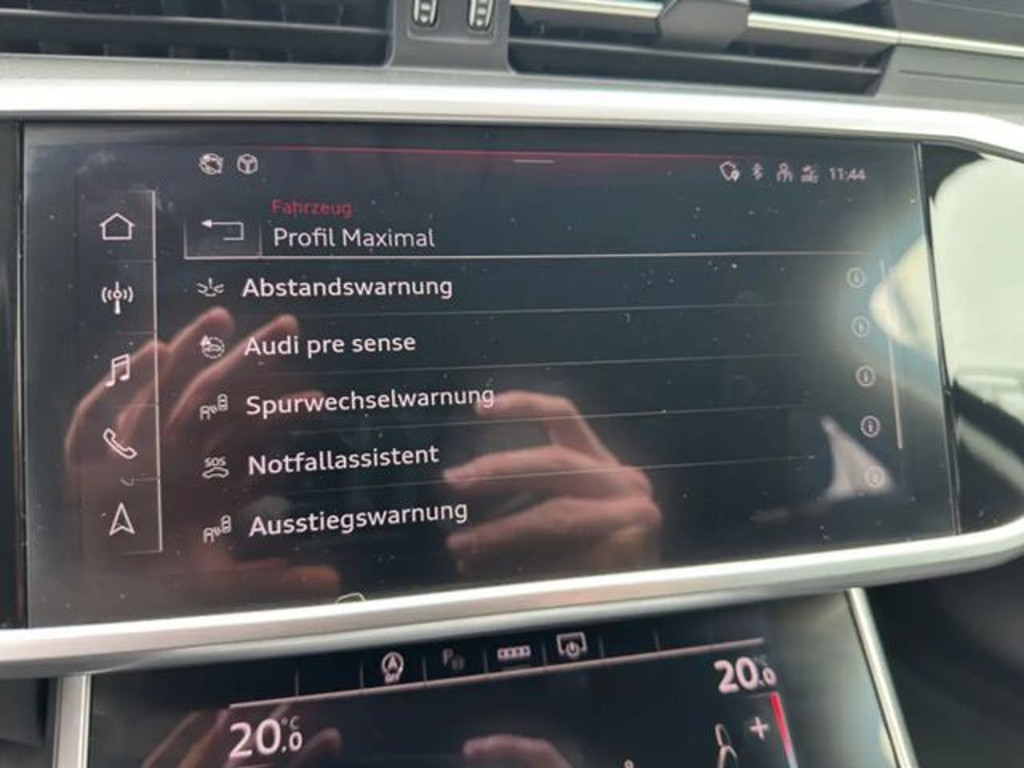 11:44
Fahrzeug
Profil Maximal
Abstandswarnung
Audi pre sense
Spurwechselwarnung
SOS
Notfallassistent
Ausstiegswarnung
20.0°C
20.0°C
+